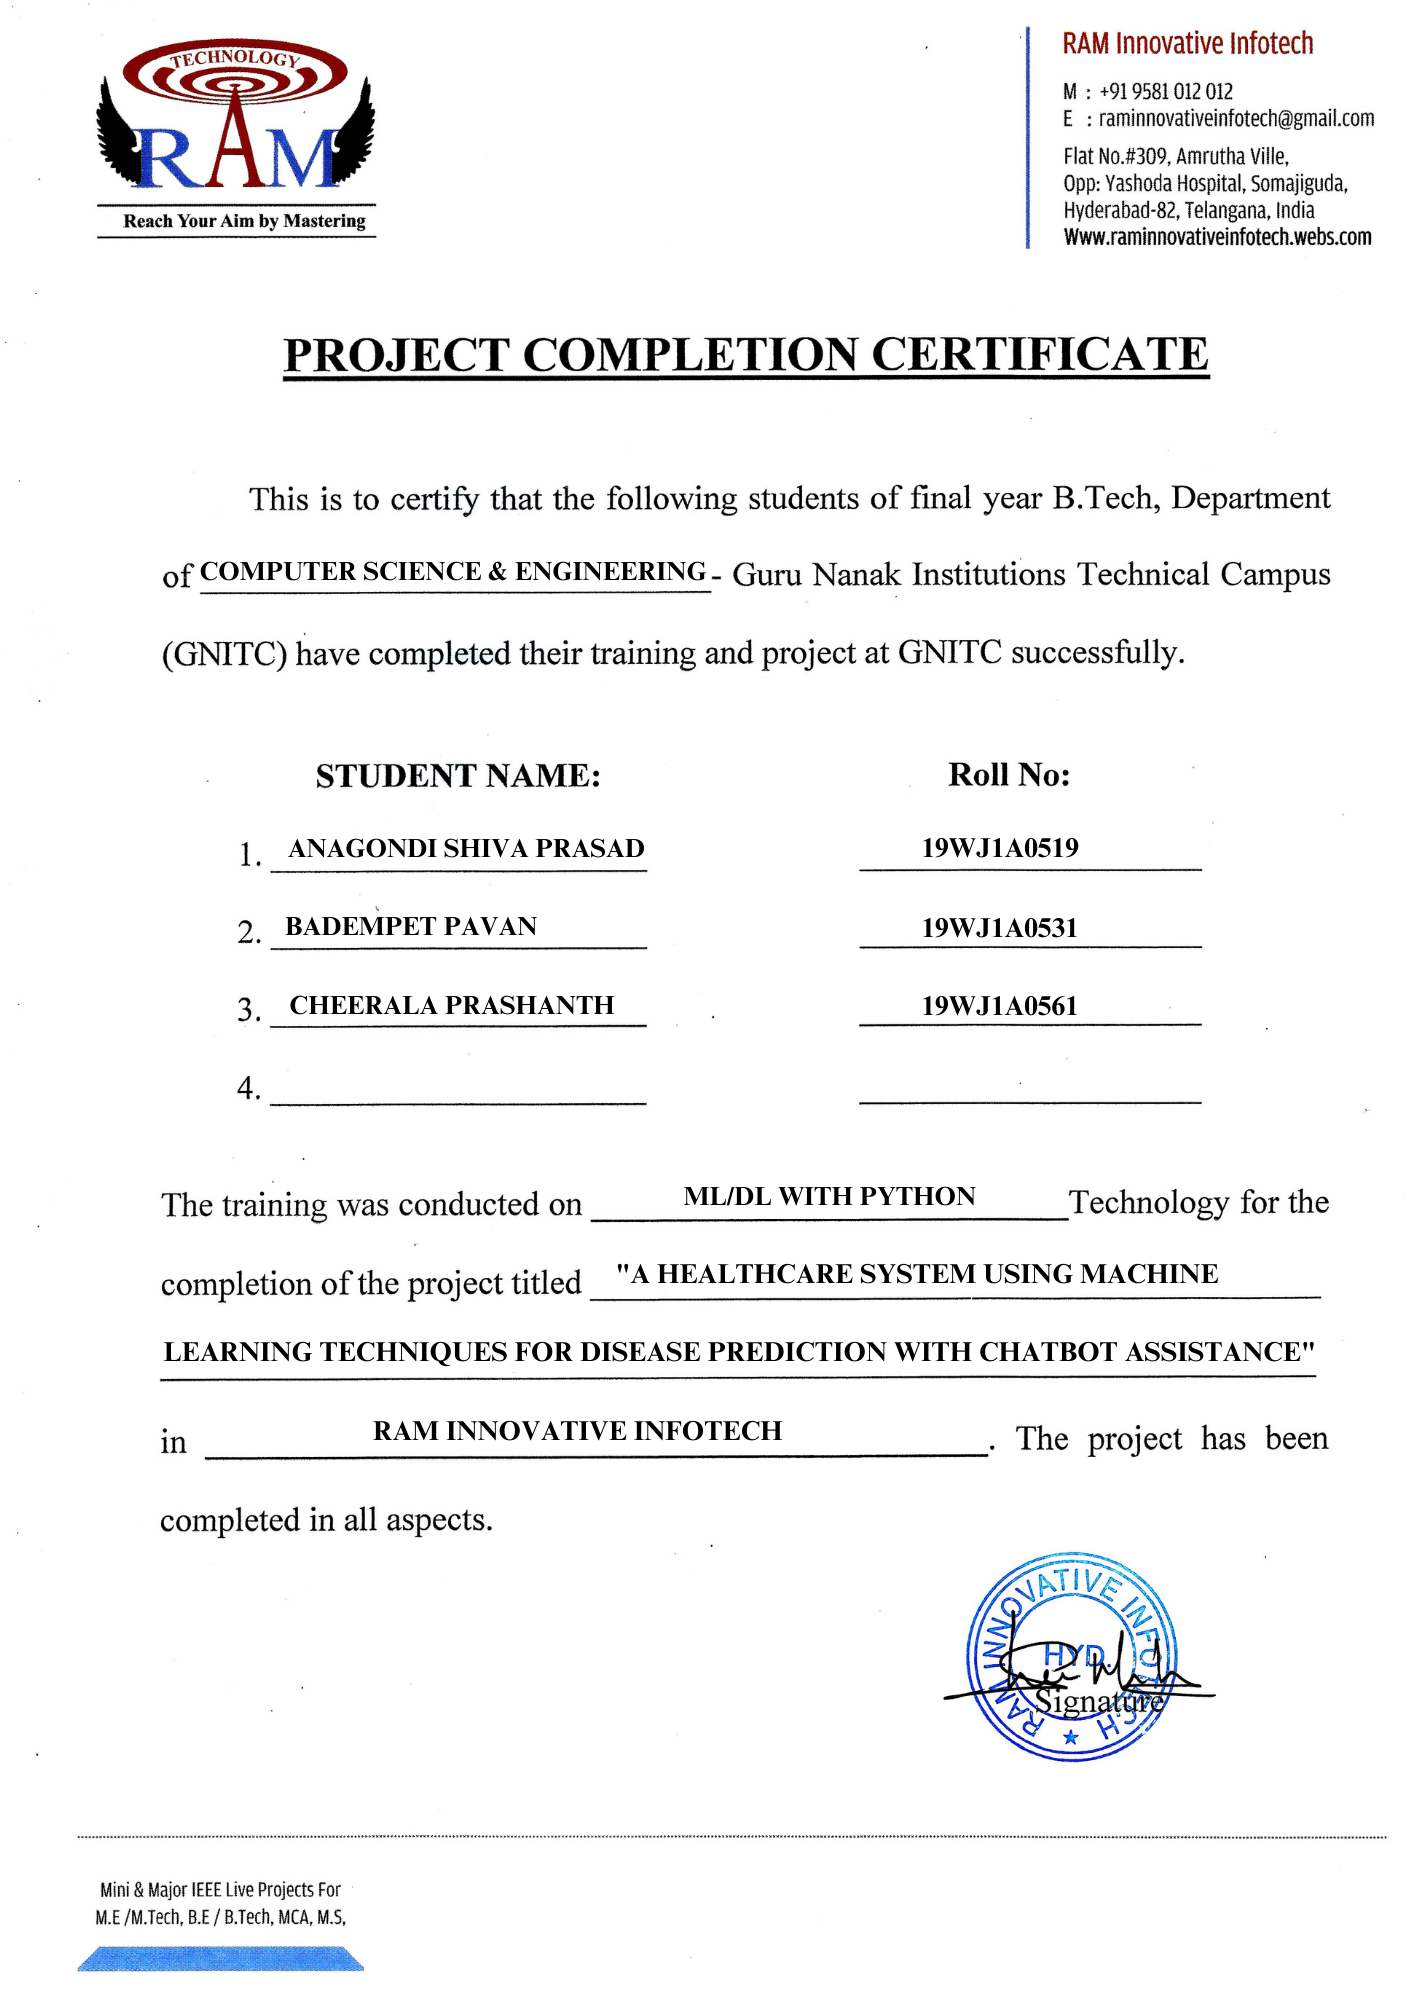 TECHNOLOGY
RAM
Reach Your Aim by Mastering
RAM Innovative Infotech
M : +91 9581 012 012
E : raminnovativeinfotech@gmail.com
Flat No.#309, Amrutha Ville,
Opp: Yashoda Hospital, Somajiguda,
Hyderabad-82, Telangana, India
Www.raminnovativeinfotech.webs.com
PROJECT COMPLETION CERTIFICATE
This is to certify that the following students of final year B.Tech, Department
of COMPUTER SCIENCE & ENGINEERING - Guru Nanak Institutions Technical Campus
(GNITC) have completed their training and project at GNITC successfully.
STUDENT NAME: Roll No:
1. ANAGONDI SHIVA PRASAD 19WJ1A0519
2. BADEMPET PAVAN 19WJ1A0531
3. CHEERALA PRASHANTH 19WJ1A0561
4.
The training was conducted on ML/DL WITH PYTHON Technology for the
completion of the project titled "A HEALTHCARE SYSTEM USING MACHINE
LEARNING TECHNIQUES FOR DISEASE PREDICTION WITH CHATBOT ASSISTANCE"
in RAM INNOVATIVE INFOTECH. The project has been
completed in all aspects.
RAM INNOVATIVE INFOTECH
HYD.
Signature
Mini & Major IEEE Live Projects For
M.E /M.Tech, B.E / B.Tech, MCA, M.S,